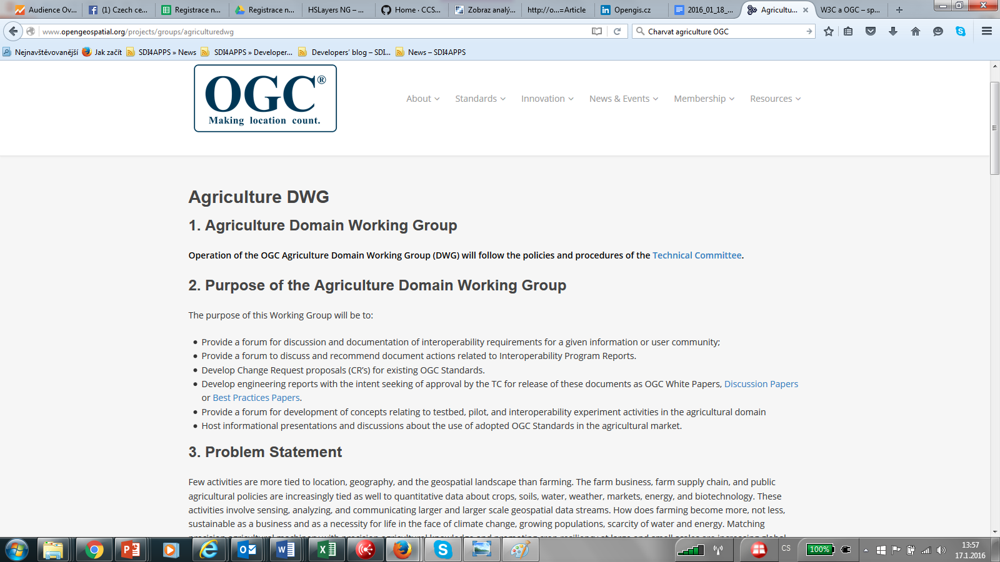 Audience Ov...
(1) Czech ce...
Registrace n...
Registrace n...
HSLayers NG – ...
Home · CCS...
Zobraz analý...
http://o...=Article
Opengis.cz
2016_01_18_...
Agricultu...
W3C a OGC – sp...
www.opengeospatial.org/projects/groups/agriculturedwg
Charvat agriculture OGC
Nejnavštěvovanější
Jak začít
SDI4APPS » News
SDI4APPS » Developer...
Developers' blog – SDI...
News – SDI4APPS
OGC®
Making location count.
About
Standards
Innovation
News & Events
Membership
Resources
Agriculture DWG
1. Agriculture Domain Working Group
Operation of the OGC Agriculture Domain Working Group (DWG) will follow the policies and procedures of the Technical Committee.
2. Purpose of the Agriculture Domain Working Group
The purpose of this Working Group will be to:
Provide a forum for discussion and documentation of interoperability requirements for a given information or user community;
Provide a forum to discuss and recommend document actions related to Interoperability Program Reports.
Develop Change Request proposals (CR's) for existing OGC Standards.
Develop engineering reports with the intent seeking of approval by the TC for release of these documents as OGC White Papers, Discussion Papers
or Best Practices Papers.
Provide a forum for development of concepts relating to testbed, pilot, and interoperability experiment activities in the agricultural domain
Host informational presentations and discussions about the use of adopted OGC Standards in the agricultural market.
3. Problem Statement
Few activities are more tied to location, geography, and the geospatial landscape than farming. The farm business, farm supply chain, and public
agricultural policies are increasingly tied as well to quantitative data about crops, soils, water, weather, markets, energy, and biotechnology. These
activities involve sensing, analyzing, and communicating larger and larger scale geospatial data streams. How does farming become more, not less,
sustainable as a business and as a necessity for life in the face of climate change, growing populations, scarcity of water and energy. Matching
CS
100%
13:57
17.1.2016